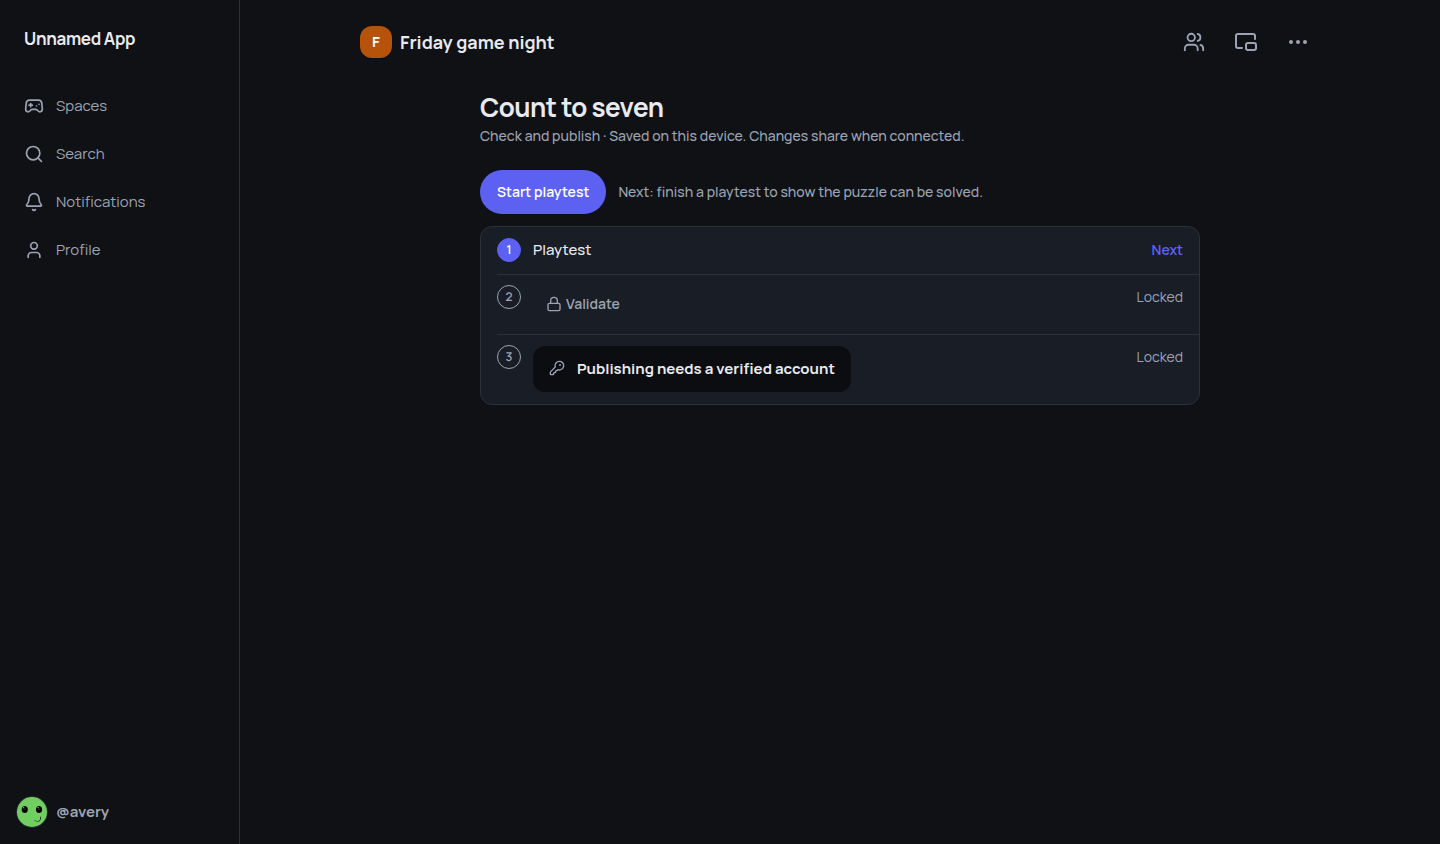 Unnamed App
Spaces
Search
Notifications
Profile
@avery
F Friday game night
Count to seven
Check and publish · Saved on this device. Changes share when connected.
Start playtest Next: finish a playtest to show the puzzle can be solved.
1 Playtest Next
2 Validate Locked
3 Publishing needs a verified account Locked